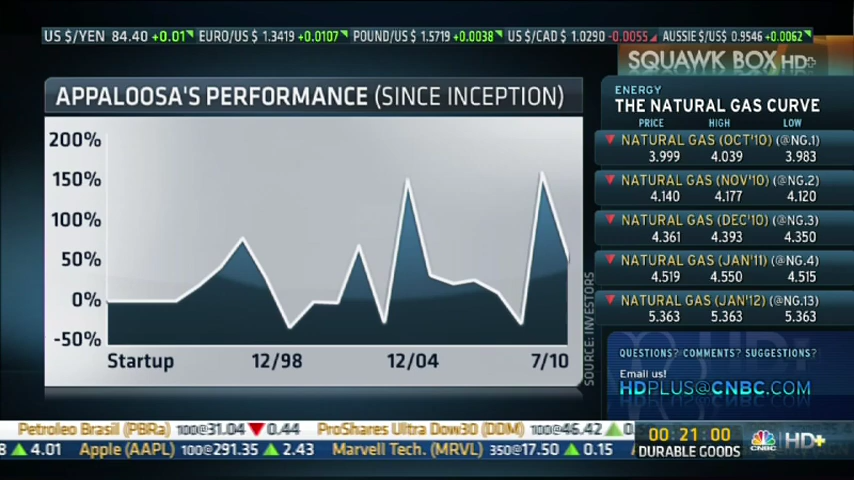 US $/YEN 84.40 +0.01 EURO/US $ 1.3419 +0.0107 POUND/US $ 1.5719 +0.0038 US $/CAD $ 1.0290 -0.0055 AUSSIE $/US$ 0.9546 +0.0062
SQUAWK BOX HD+
APPALOOSA'S PERFORMANCE (SINCE INCEPTION)
200%
150%
100%
50%
0%
-50%
Startup 12/98 12/04 7/10
SOURCE: INVESTORS
ENERGY
THE NATURAL GAS CURVE
PRICE HIGH LOW
NATURAL GAS (OCT'10) (@NG.1)
3.999 4.039 3.983
NATURAL GAS (NOV'10) (@NG.2)
4.140 4.177 4.120
NATURAL GAS (DEC'10) (@NG.3)
4.361 4.393 4.350
NATURAL GAS (JAN'11) (@NG.4)
4.519 4.550 4.515
NATURAL GAS (JAN'12) (@NG.13)
5.363 5.363 5.363
QUESTIONS? COMMENTS? SUGGESTIONS?
Email us!
HDPLUS@CNBC.COM
Petroleo Brasil (PBRa) 100@31.04 0.44 ProShares Ultra Dow30 (DDM) 100@46.42
4.01 Apple (AAPL) 100@291.35 2.43 Marvell Tech. (MRVL) 350@17.50 0.15
00:21:00
DURABLE GOODS
CNBC HD+